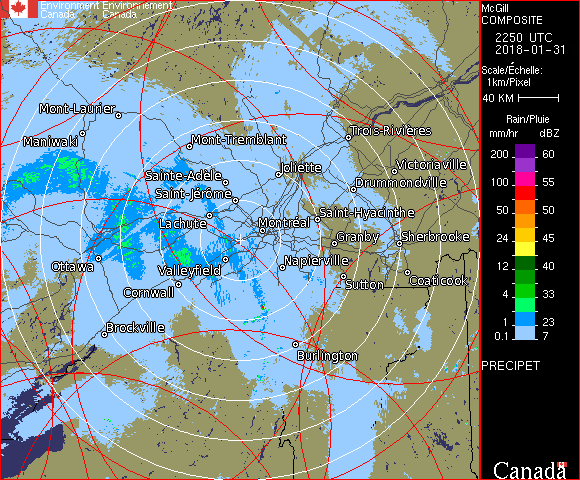 Environment Environnement
Canada Canada
McGill
COMPOSITE
2250 UTC
2018-01-31
Scale/Échelle:
1km/Pixel
40 KM
Rain/Pluie
mm/hr dBZ
200 60
100 55
50 50
24 45
12 40
4 33
1 23
0.1 7
PRECIPET
Canada
Mont-Laurier
Maniwaki
Mont-Tremblant
Trois-Rivières
Sainte-Adèle
Joliette
Victoriaville
Saint-Jérôme
Drummondville
Lachute
Montréal
Saint-Hyacinthe
Granby
Sherbrooke
Ottawa
Valleyfield
Napierville
Cornwall
Sutton
Coaticook
Brockville
Burlington